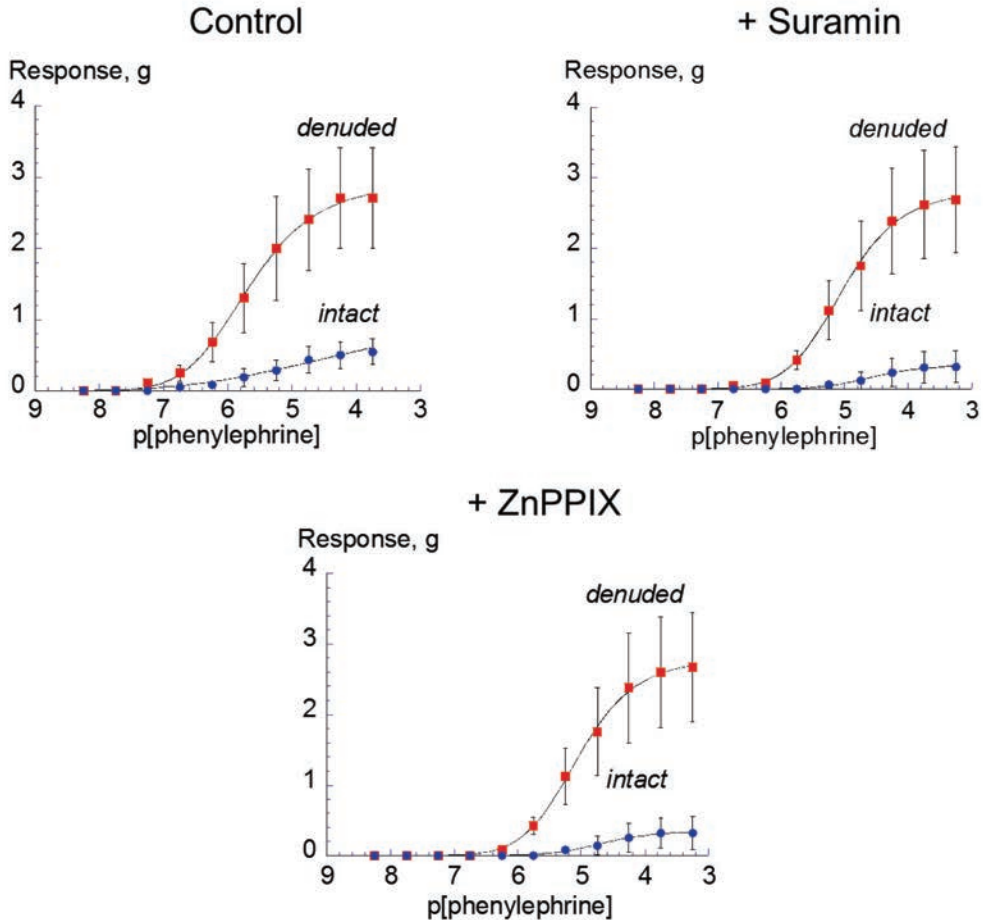 Control
Response, g
4
3
2
1
0
denuded
intact
9 8 7 6 5 4 3
p[phenylephrine]
+ Suramin
Response, g
4
3
2
1
0
denuded
intact
9 8 7 6 5 4 3
p[phenylephrine]
+ ZnPPIX
Response, g
4
3
2
1
0
denuded
intact
9 8 7 6 5 4 3
p[phenylephrine]